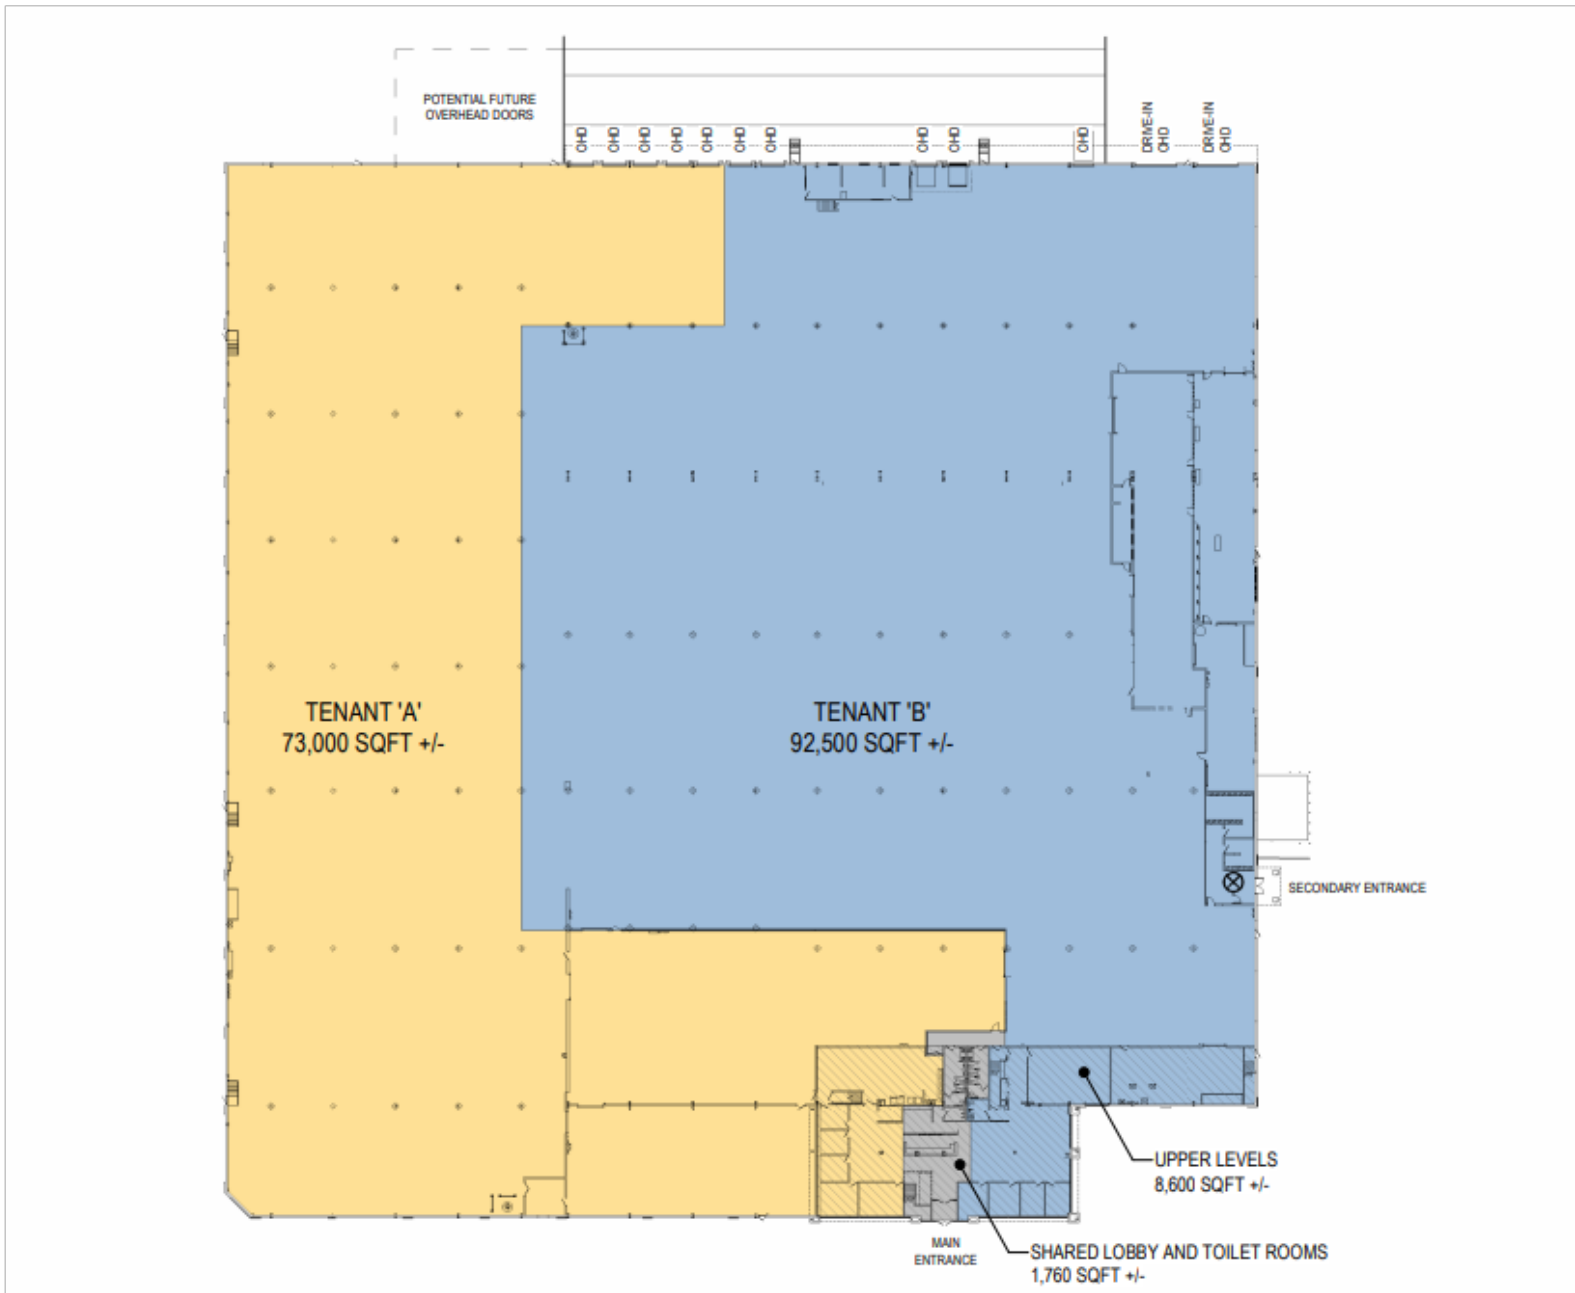 POTENTIAL FUTURE
OVERHEAD DOORS
OHD
OHD
OHD
OHD
OHD
OHD
OHD
OHD
OHD
OHD
DRIVE-IN
OHD
DRIVE-IN
OHD
TENANT 'A'
73,000 SQFT +/-
TENANT 'B'
92,500 SQFT +/-
SECONDARY ENTRANCE
UPPER LEVELS
8,600 SQFT +/-
MAIN
ENTRANCE
SHARED LOBBY AND TOILET ROOMS
1,760 SQFT +/-